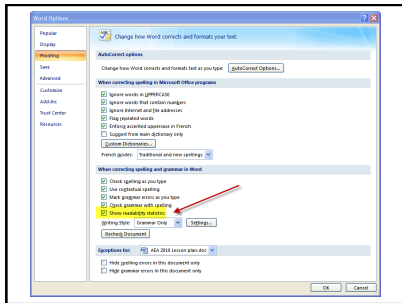 Word Options
Popular
Display
Proofing
Save
Advanced
Customize
Add-Ins
Trust Center
Resources
ABC
Change how Word corrects and formats your text.
AutoCorrect options
Change how Word corrects and formats text as you type: AutoCorrect Options...
When correcting spelling in Microsoft Office programs
Ignore words in UPPERCASE
Ignore words that contain numbers
Ignore Internet and file addresses
Flag repeated words
Enforce accented uppercase in French
Suggest from main dictionary only
Custom Dictionaries...
French modes: Traditional and new spellings
When correcting spelling and grammar in Word
Check spelling as you type
Use contextual spelling
Mark grammar errors as you type
Check grammar with spelling
Show readability statistics
Writing Style: Grammar Only Settings...
Recheck Document
Exceptions for: AEA 2010 Lesson plan.doc
Hide spelling errors in this document only
Hide grammar errors in this document only
OK Cancel